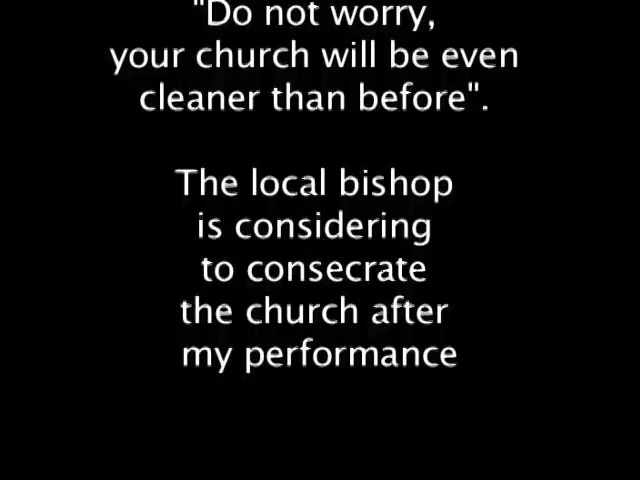 "Do not worry,
your church will be even
cleaner than before".
The local bishop
is considering
to consecrate
the church after
my performance